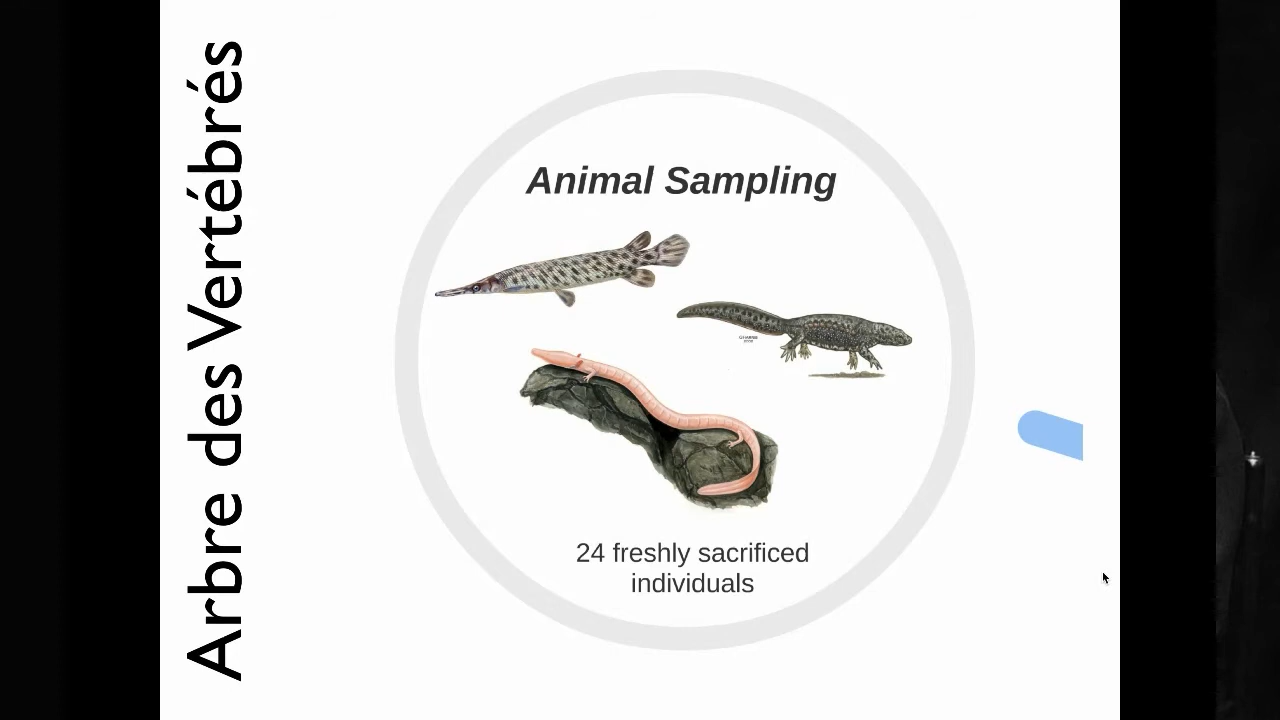 Arbre des Vertébrés
Animal Sampling
24 freshly sacrificed
individuals